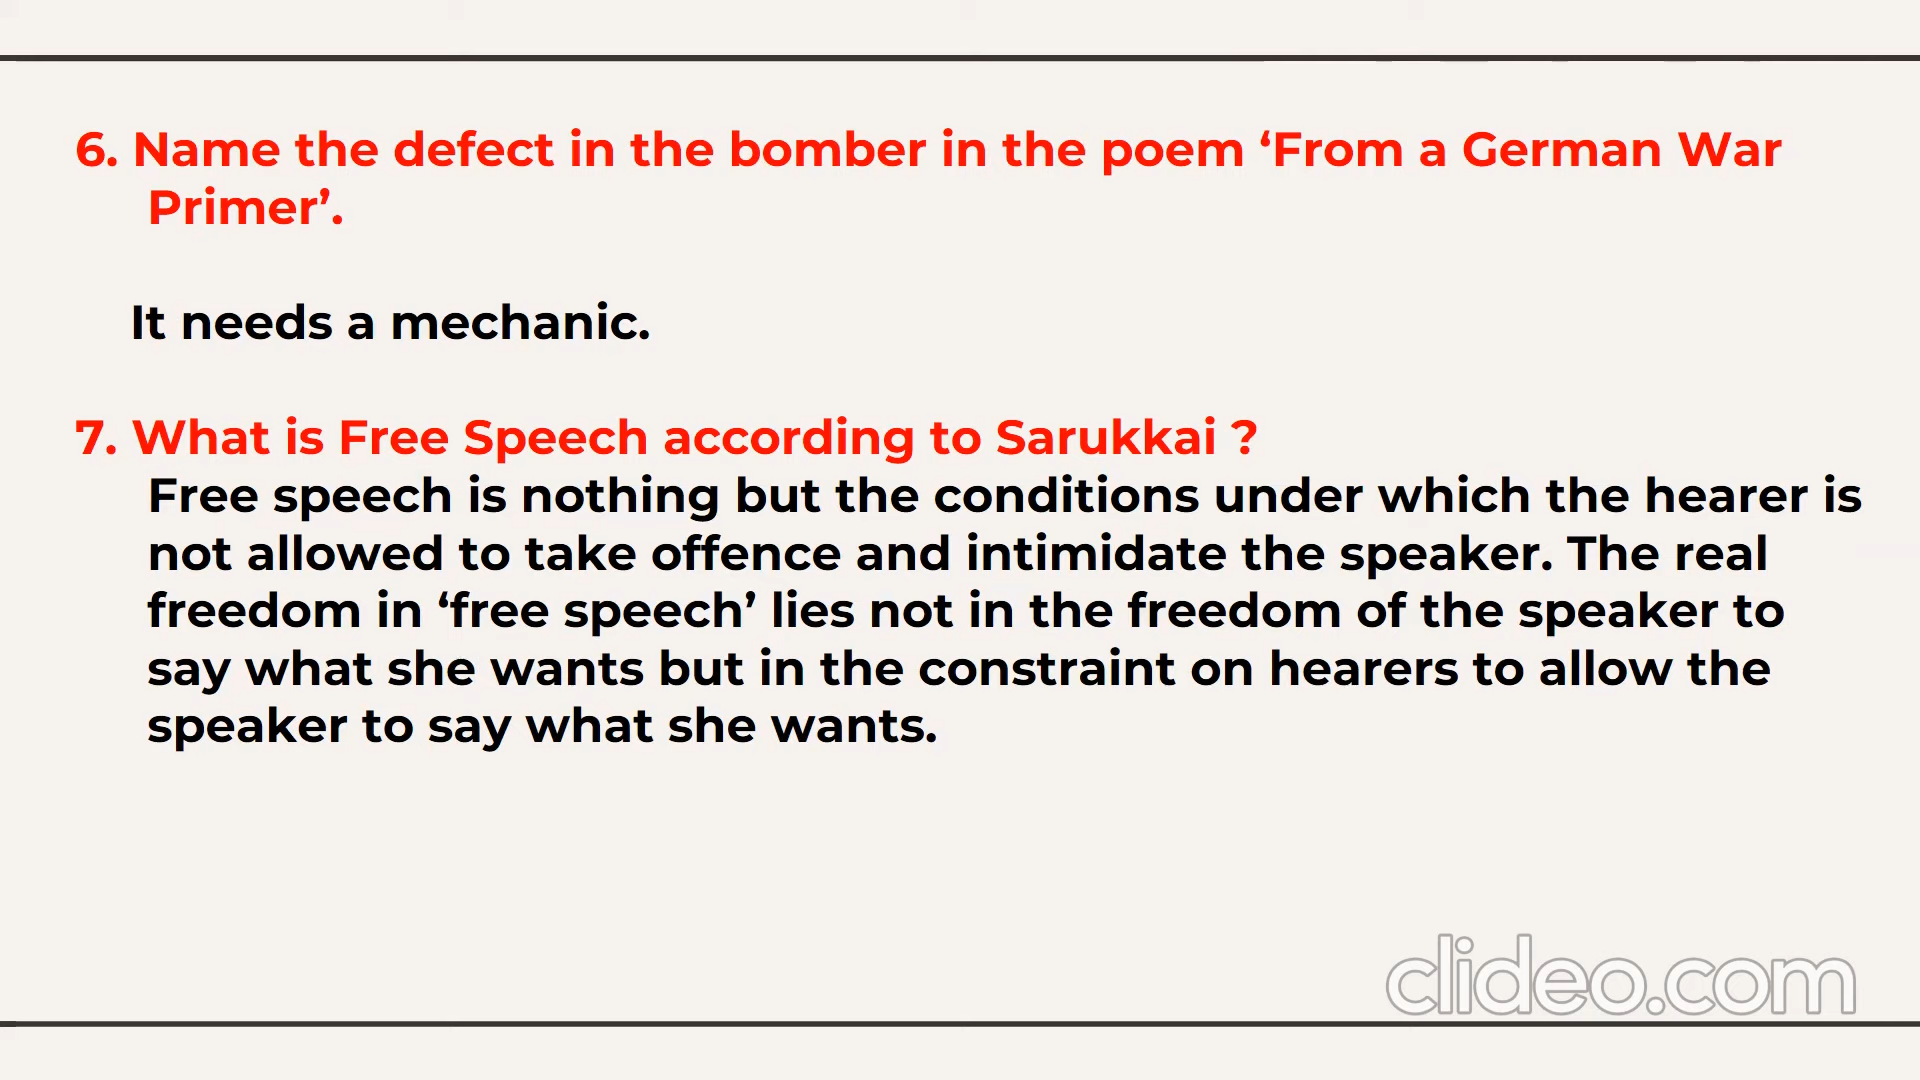 6. Name the defect in the bomber in the poem ‘From a German War
Primer’.
It needs a mechanic.
7. What is Free Speech according to Sarukkai ?
Free speech is nothing but the conditions under which the hearer is
not allowed to take offence and intimidate the speaker. The real
freedom in ‘free speech’ lies not in the freedom of the speaker to
say what she wants but in the constraint on hearers to allow the
speaker to say what she wants.
clideo.com